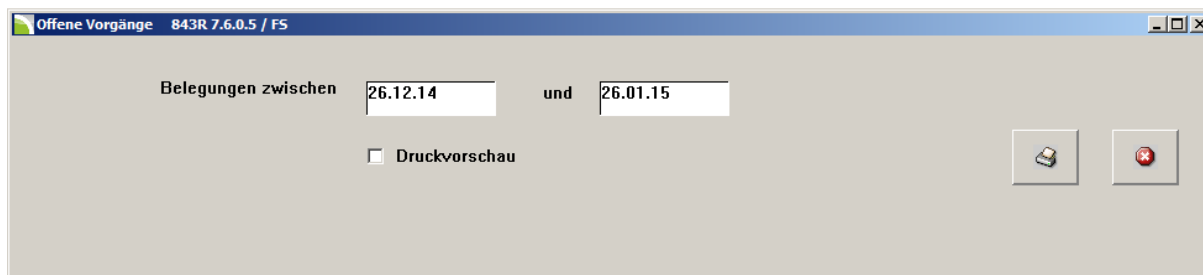 Offene Vorgänge 843R 7.6.0.5 / FS
Belegungen zwischen 26.12.14 und 26.01.15
Druckvorschau